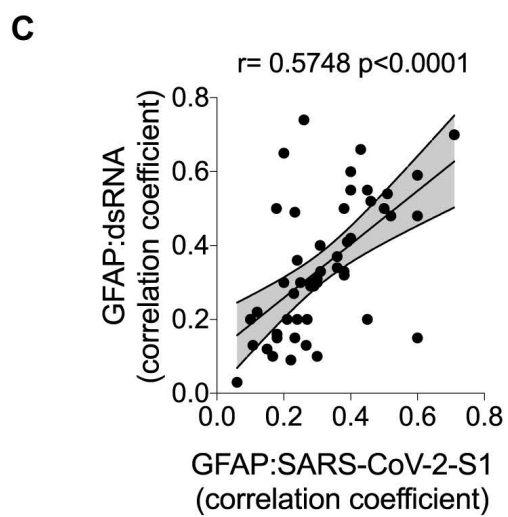 C
r= 0.5748 p<0.0001
GFAP:dsRNA
(correlation coefficient)
0.8
0.6
0.4
0.2
0.0
0.0 0.2 0.4 0.6 0.8
GFAP:SARS-CoV-2-S1
(correlation coefficient)